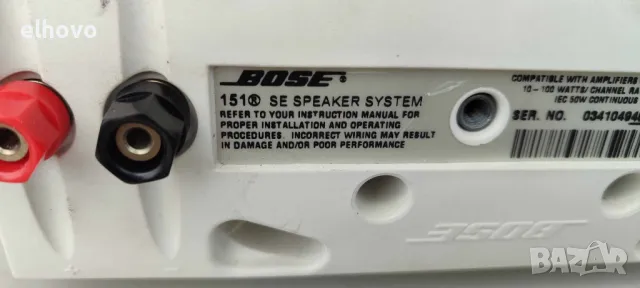 elhovo
BOSE®
151® SE SPEAKER SYSTEM
REFER TO YOUR INSTRUCTION MANUAL FOR
PROPER INSTALLATION AND OPERATING
PROCEDURES. INCORRECT WIRING MAY RESULT
IN DAMAGE AND/OR POOR PERFORMANCE
COMPATIBLE WITH AMPLIFIERS
10-100 WATTS/ CHANNEL RA
IEC 50W CONTINUOUS
SER. NO. 03410494
BOSE
bazar